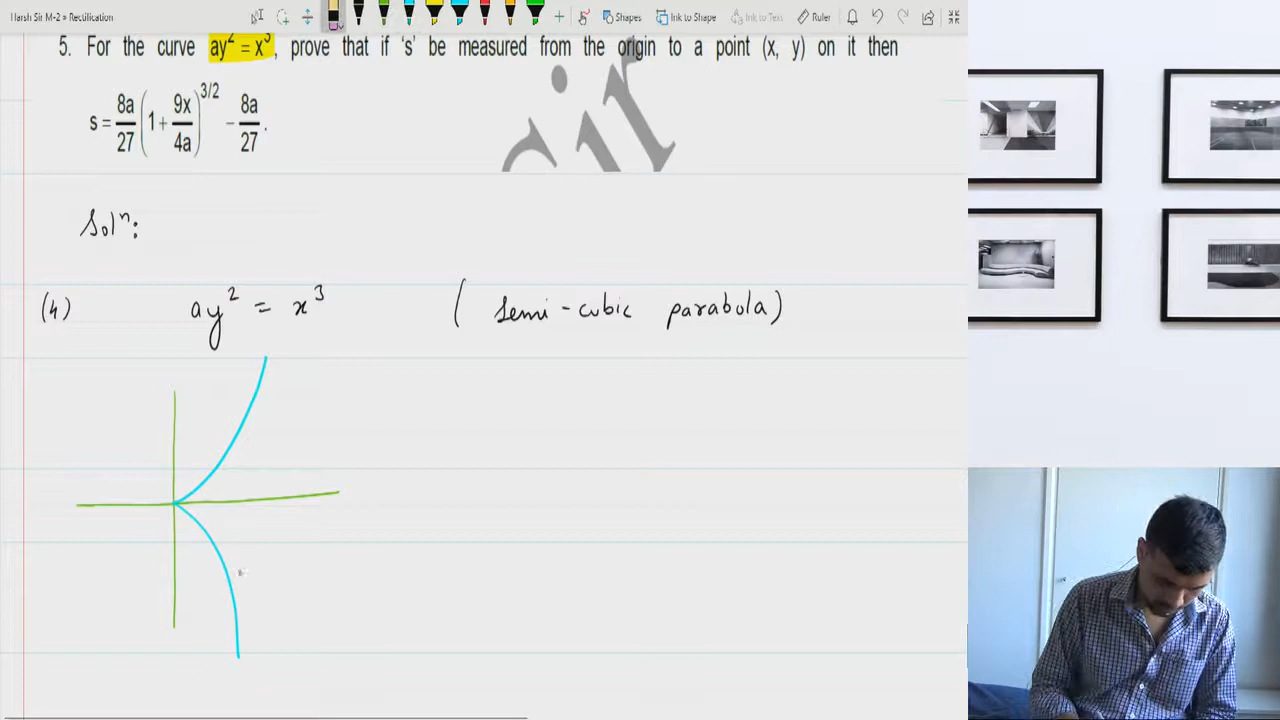 Harsh Sir M-2 » Rectification
Shapes
Ink to Shape
Ink to Text
Ruler
5. For the curve ay² = x³, prove that if 's' be measured from the origin to a point (x, y) on it then
s = 8a/27 (1 + 9x/4a)^3/2 - 8a/27.
Sir
Solⁿ:
(4) ay² = x³ ( semi-cubic parabola)